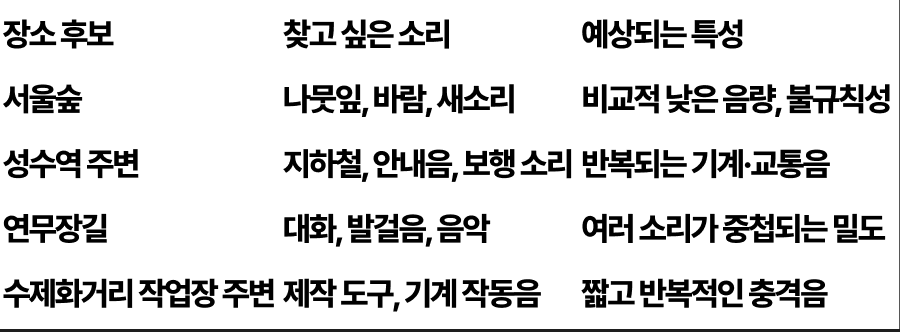 장소 후보 찾고 싶은 소리 예상되는 특성
서울숲 나뭇잎, 바람, 새소리 비교적 낮은 음량, 불규칙성
성수역 주변 지하철, 안내음, 보행 소리 반복되는 기계·교통음
연무장길 대화, 발걸음, 음악 여러 소리가 중첩되는 밀도
수제화거리 작업장 주변 제작 도구, 기계 작동음 짧고 반복적인 충격음